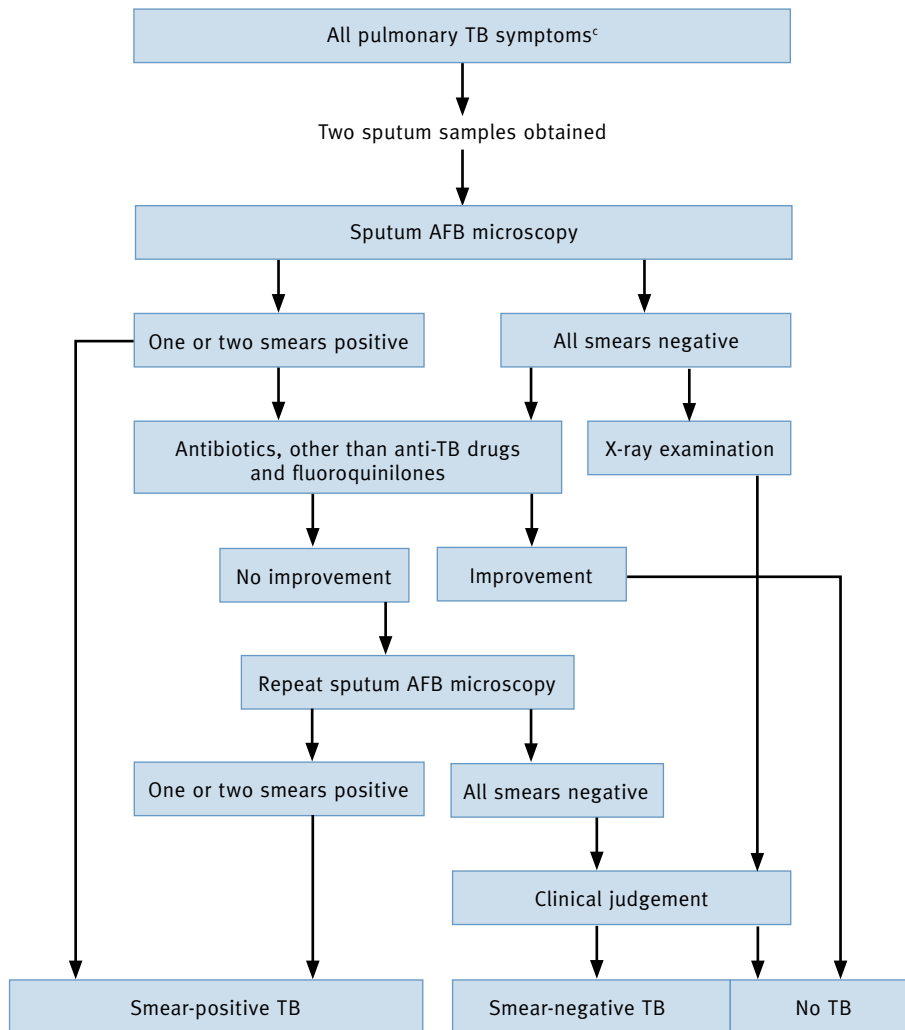 All pulmonary TB symptomsᶜ
Two sputum samples obtained
Sputum AFB microscopy
One or two smears positive
All smears negative
Antibiotics, other than anti-TB drugs
and fluoroquinilones
X-ray examination
No improvement
Improvement
Repeat sputum AFB microscopy
One or two smears positive
All smears negative
Clinical judgement
Smear-positive TB
Smear-negative TB
No TB